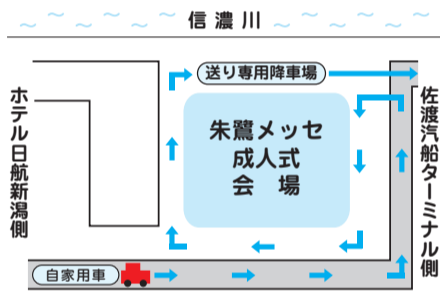 信濃川
送り専用降車場
朱鷺メッセ
成人式
会場
ホテル日航新潟側
佐渡汽船ターミナル側
自家用車